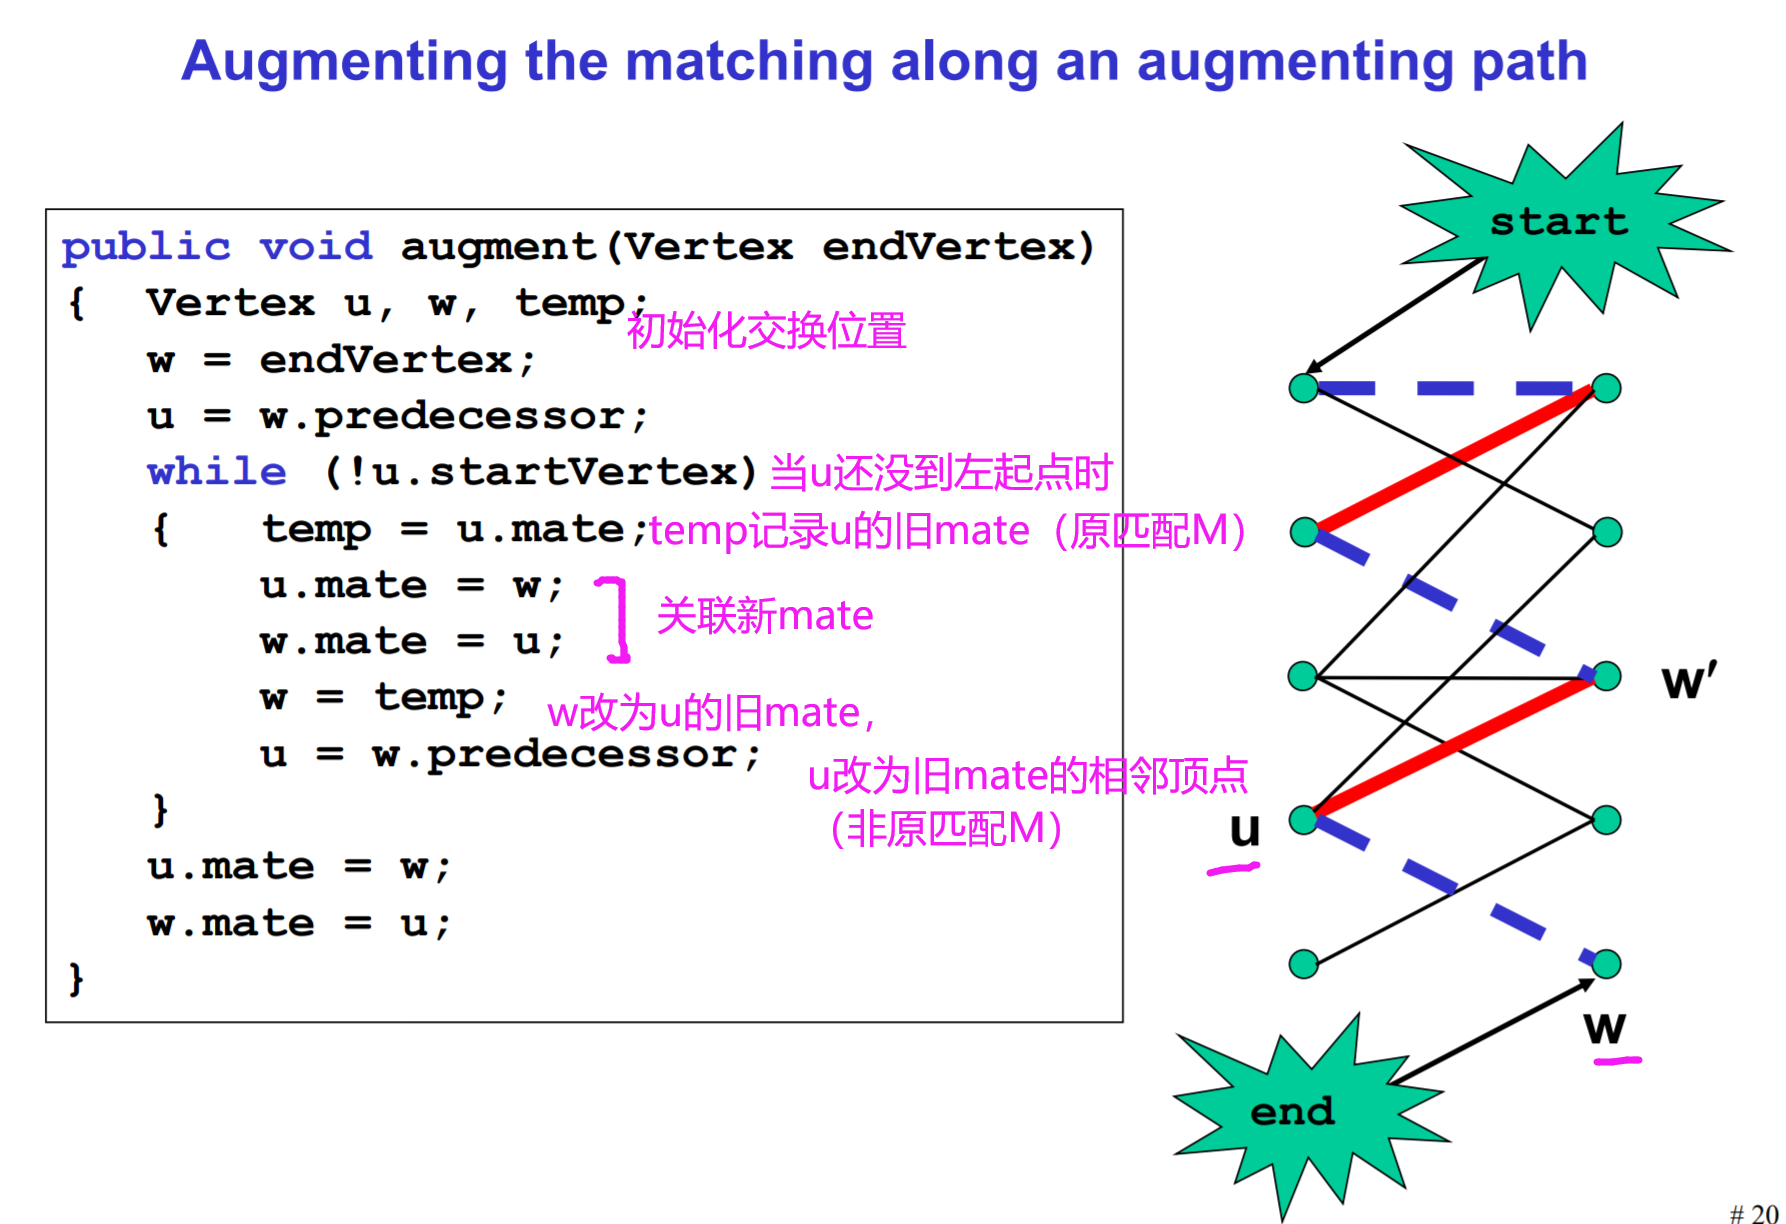 Augmenting the matching along an augmenting path
start
public void augment(Vertex endVertex)
{ Vertex u, w, temp;
初始化交换位置
w = endVertex;
u = w.predecessor;
while (!u.startVertex)
当u还没到左起点时
{ temp = u.mate;
temp记录u的旧mate（原匹配M）
u.mate = w;
关联新mate
w.mate = u;
w = temp;
w改为u的旧mate，
u = w.predecessor;
u改为旧mate的相邻顶点
（非原匹配M）
}
u.mate = w;
w.mate = u;
}
w′
u
w
end
# 20